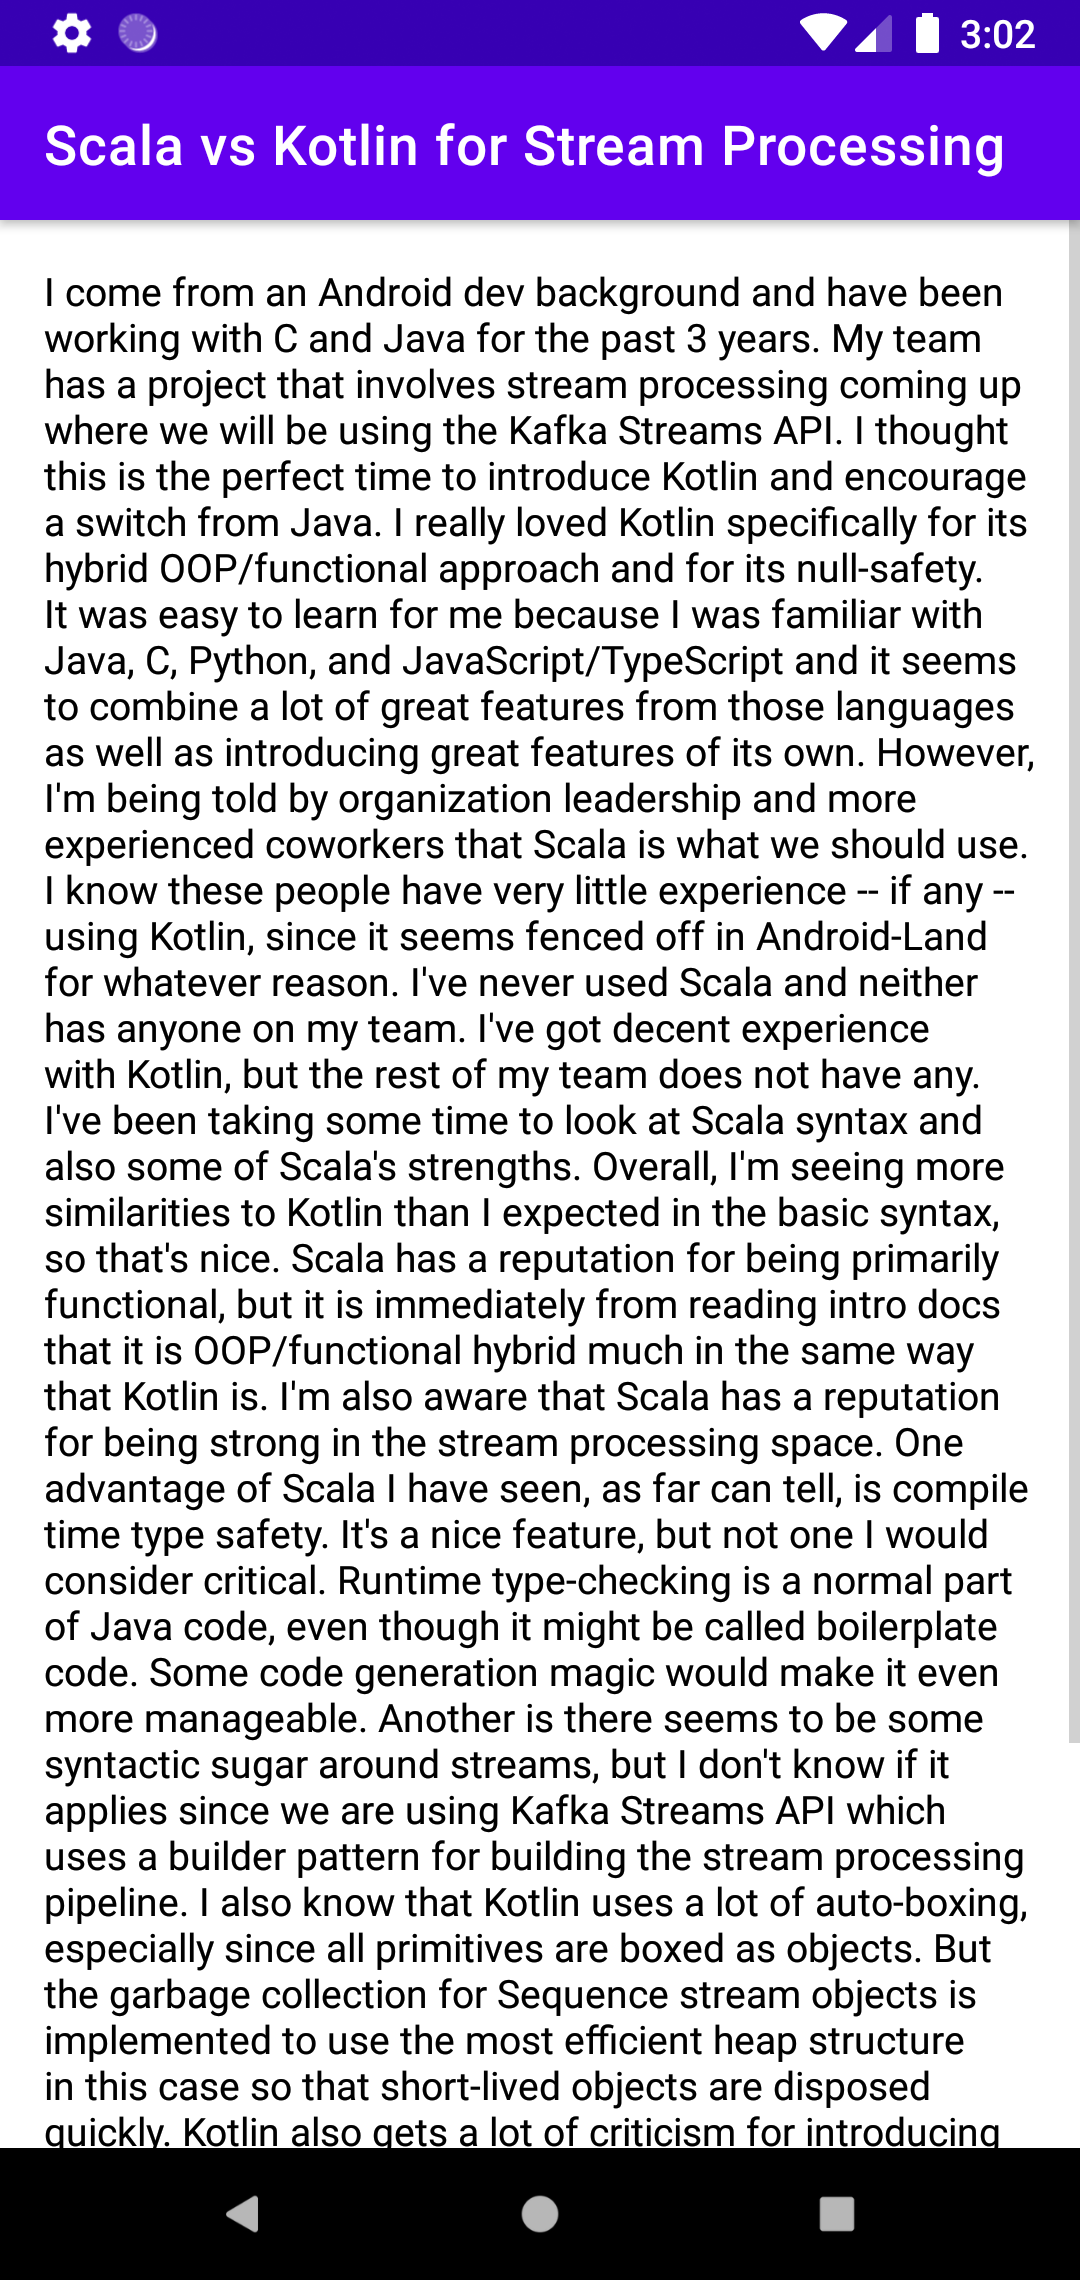 3:02
Scala vs Kotlin for Stream Processing
I come from an Android dev background and have been
working with C and Java for the past 3 years. My team
has a project that involves stream processing coming up
where we will be using the Kafka Streams API. I thought
this is the perfect time to introduce Kotlin and encourage
a switch from Java. I really loved Kotlin specifically for its
hybrid OOP/functional approach and for its null-safety.
It was easy to learn for me because I was familiar with
Java, C, Python, and JavaScript/TypeScript and it seems
to combine a lot of great features from those languages
as well as introducing great features of its own. However,
I'm being told by organization leadership and more
experienced coworkers that Scala is what we should use.
I know these people have very little experience -- if any --
using Kotlin, since it seems fenced off in Android-Land
for whatever reason. I've never used Scala and neither
has anyone on my team. I've got decent experience
with Kotlin, but the rest of my team does not have any.
I've been taking some time to look at Scala syntax and
also some of Scala's strengths. Overall, I'm seeing more
similarities to Kotlin than I expected in the basic syntax,
so that's nice. Scala has a reputation for being primarily
functional, but it is immediately from reading intro docs
that it is OOP/functional hybrid much in the same way
that Kotlin is. I'm also aware that Scala has a reputation
for being strong in the stream processing space. One
advantage of Scala I have seen, as far can tell, is compile
time type safety. It's a nice feature, but not one I would
consider critical. Runtime type-checking is a normal part
of Java code, even though it might be called boilerplate
code. Some code generation magic would make it even
more manageable. Another is there seems to be some
syntactic sugar around streams, but I don't know if it
applies since we are using Kafka Streams API which
uses a builder pattern for building the stream processing
pipeline. I also know that Kotlin uses a lot of auto-boxing,
especially since all primitives are boxed as objects. But
the garbage collection for Sequence stream objects is
implemented to use the most efficient heap structure
in this case so that short-lived objects are disposed
quickly. Kotlin also gets a lot of criticism for introducing